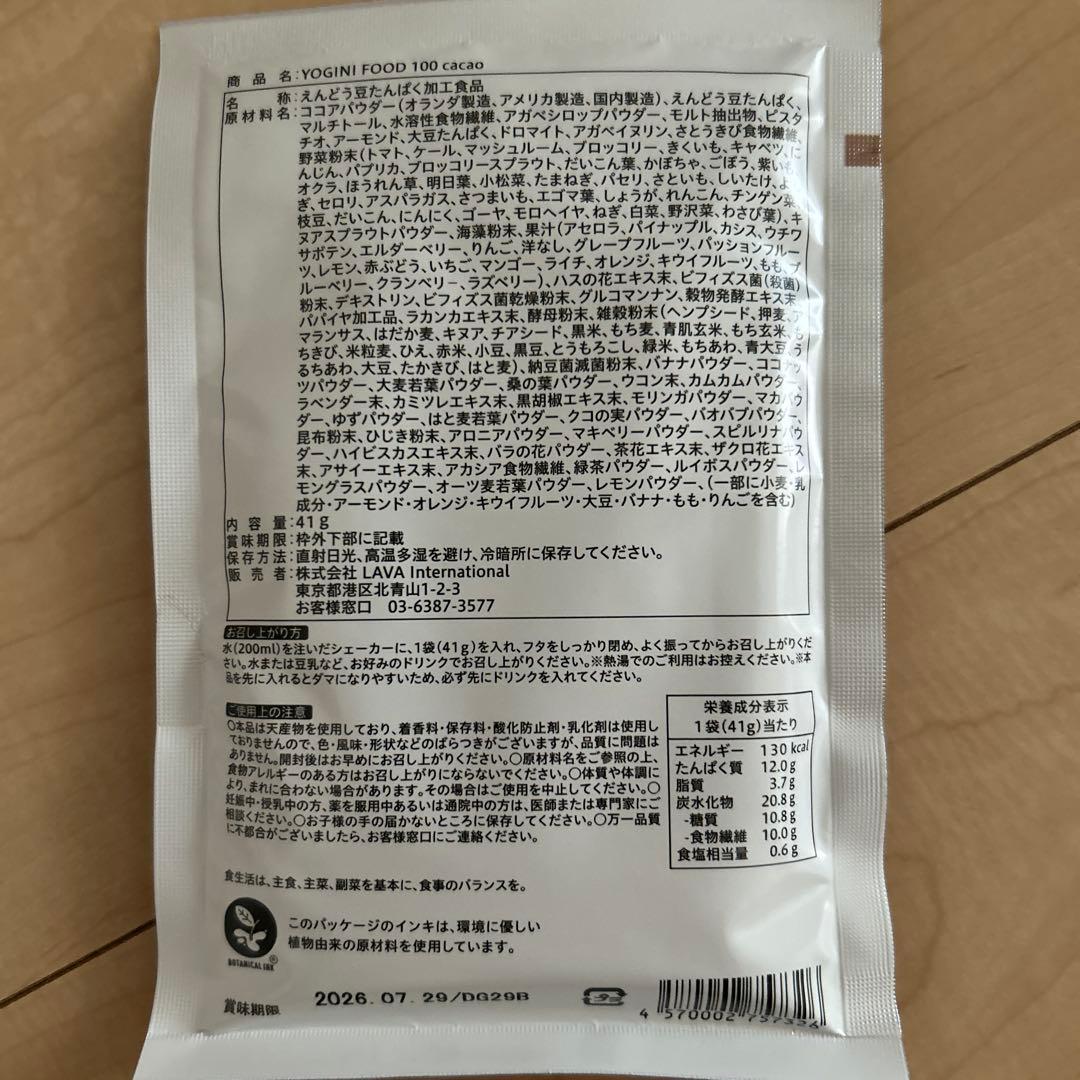 商品名:YOGINI FOOD 100 cacao
名称:えんどう豆たんぱく加工食品
原材料名:ココアパウダー(オランダ製造、アメリカ製造、国内製造)、えんどう豆たんぱく、
マルチトール、水溶性食物繊維、アガベシロップパウダー、モルト抽出物、ピスタ
チオ、アーモンド、大豆たんぱく、ドロマイト、アガベイヌリン、さとうきび食物繊維、
野菜粉末(トマト、ケール、マッシュルーム、ブロッコリー、きくいも、キャベツ、に
んじん、パプリカ、ブロッコリースプラウト、だいこん葉、かぼちゃ、ごぼう、紫いも、
オクラ、ほうれん草、明日葉、小松菜、たまねぎ、パセリ、さといも、しいたけ、よも
ぎ、セロリ、アスパラガス、さつまいも、エゴマ葉、しょうが、れんこん、チンゲン菜、
枝豆、だいこん、にんにく、ゴーヤ、モロヘイヤ、ねぎ、白菜、野沢菜、わさび葉)、キ
ヌアスプラウトパウダー、海藻粉末、果汁(アセロラ、パイナップル、カシス、ウチワ
サボテン、エルダーベリー、りんご、洋なし、グレープフルーツ、パッションフルー
ツ、レモン、赤ぶどう、いちご、マンゴー、ライチ、オレンジ、キウイフルーツ、もも、ブ
ルーベリー、クランベリー、ラズベリー)、ハスの花エキス末、ビフィズス菌(殺菌)
粉末、デキストリン、ビフィズス菌乾燥粉末、グルコマンナン、穀物発酵エキス末、
パパイヤ加工品、ラカンカエキス末、酵母粉末、雑穀粉末(ヘンプシード、押麦、ア
マランサス、はだか麦、キヌア、チアシード、黒米、もち麦、青肌玄米、もち玄米、も
ちきび、米粒麦、ひえ、赤米、小豆、黒豆、とうもろこし、緑米、もちあわ、青大豆、う
るちあわ、大豆、たかきび、はと麦)、納豆菌滅菌粉末、バナナパウダー、ココナッ
ツパウダー、大麦若葉パウダー、桑の葉パウダー、ウコン末、カムカムパウダー、
ラベンダー末、カミツレエキス末、黒胡椒エキス末、モリンガパウダー、マカパウ
ダー、ゆずパウダー、はと麦若葉パウダー、クコの実パウダー、バオバブパウダー、
昆布粉末、ひじき粉末、アロニアパウダー、マキベリーパウダー、スピルリナパウ
ダー、ハイビスカスエキス末、バラの花パウダー、茶花エキス末、ザクロ花エキス
末、アサイーエキス末、アカシア食物繊維、緑茶パウダー、ルイボスパウダー、レ
モングラスパウダー、オーツ麦若葉パウダー、レモンパウダー、(一部に小麦・乳
成分・アーモンド・オレンジ・キウイフルーツ・大豆・バナナ・もも・りんごを含む)
内容量:41g
賞味期限:枠外下部に記載
保存方法:直射日光、高温多湿を避け、冷暗所に保存してください。
販売者:株式会社 LAVA International
東京都港区北青山1-2-3
お客様窓口 03-6387-3577
お召し上がり方
水(200ml)を注いだシェーカーに、1袋(41g)を入れ、フタをしっかり閉め、よく振ってからお召し上がりくだ
さい。水または豆乳など、お好みのドリンクでお召し上がりください。※熱湯でのご利用はお控えください。※本
品を先に入れるとダマになりやすいため、必ず先にドリンクを入れてください。
ご使用上の注意
〇本品は天産物を使用しており、着香料・保存料・酸化防止剤・乳化剤は使用し
ておりませんので、色・風味・形状などのばらつきがございますが、品質に問題は
ありません。開封後はお早めにお召し上がりください。〇原材料名をご参照の上、
食物アレルギーのある方はお召し上がりにならないでください。〇体質や体調に
より、まれに合わない場合があります。その場合はご使用を中止してください。〇
妊娠中・授乳中の方、薬を服用中あるいは通院中の方は、医師または専門家にご
相談ください。〇お子様の手の届かないところに保存してください。〇万一品質
に不都合がございましたら、お客様窓口にご連絡ください。
栄養成分表示
1袋(41g)当たり
エネルギー 130 kcal
たんぱく質 12.0g
脂質 3.7g
炭水化物 20.8g
-糖質 10.8g
-食物繊維 10.0g
食塩相当量 0.6g
食生活は、主食、主菜、副菜を基本に、食事のバランスを。
このパッケージのインキは、環境に優しい
植物由来の原材料を使用しています。
BOTANICAL INK®
賞味期限 2026.07.29/DG29B
プラ
4 570002 757326